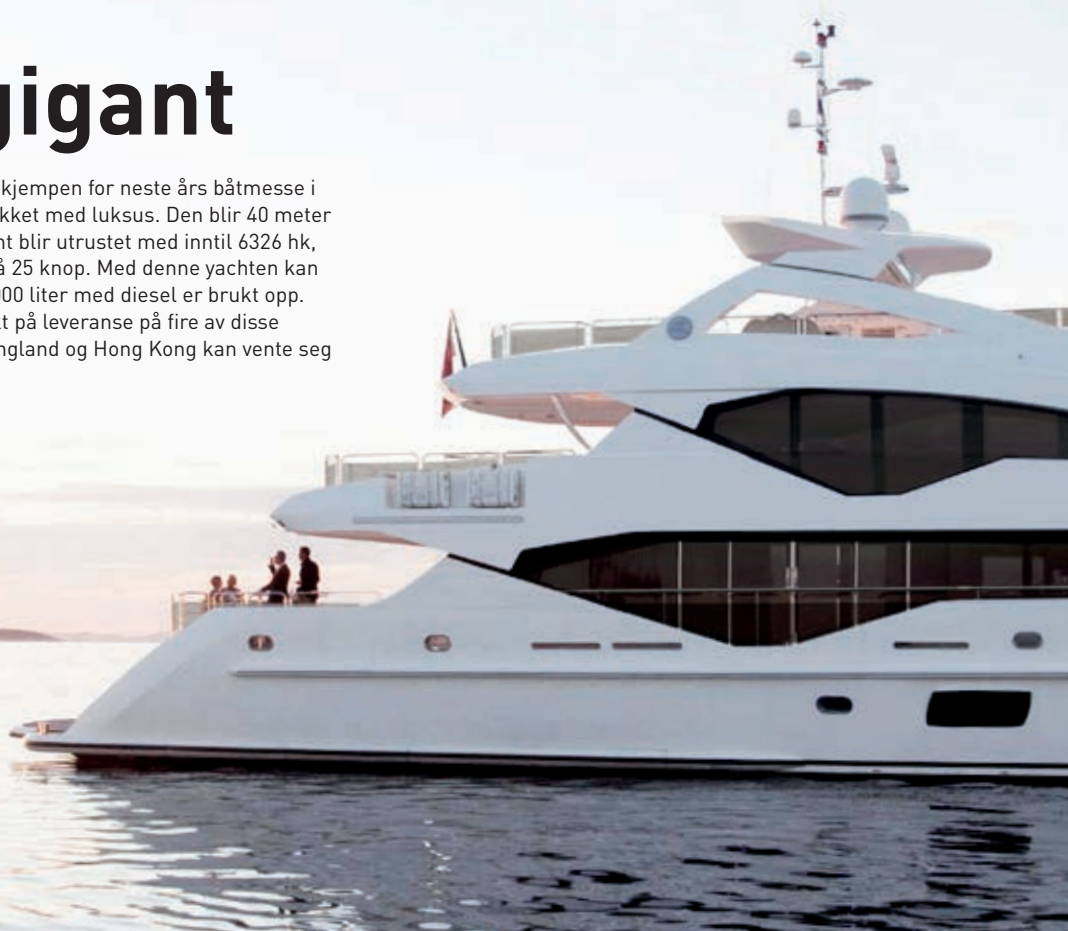 gigant
kjempen for neste års båtmesse i
kket med luksus. Den blir 40 meter
nt blir utrustet med inntil 6326 hk,
å 25 knop. Med denne yachten kan
000 liter med diesel er brukt opp.
t på leveranse på fire av disse
ngland og Hong Kong kan vente seg